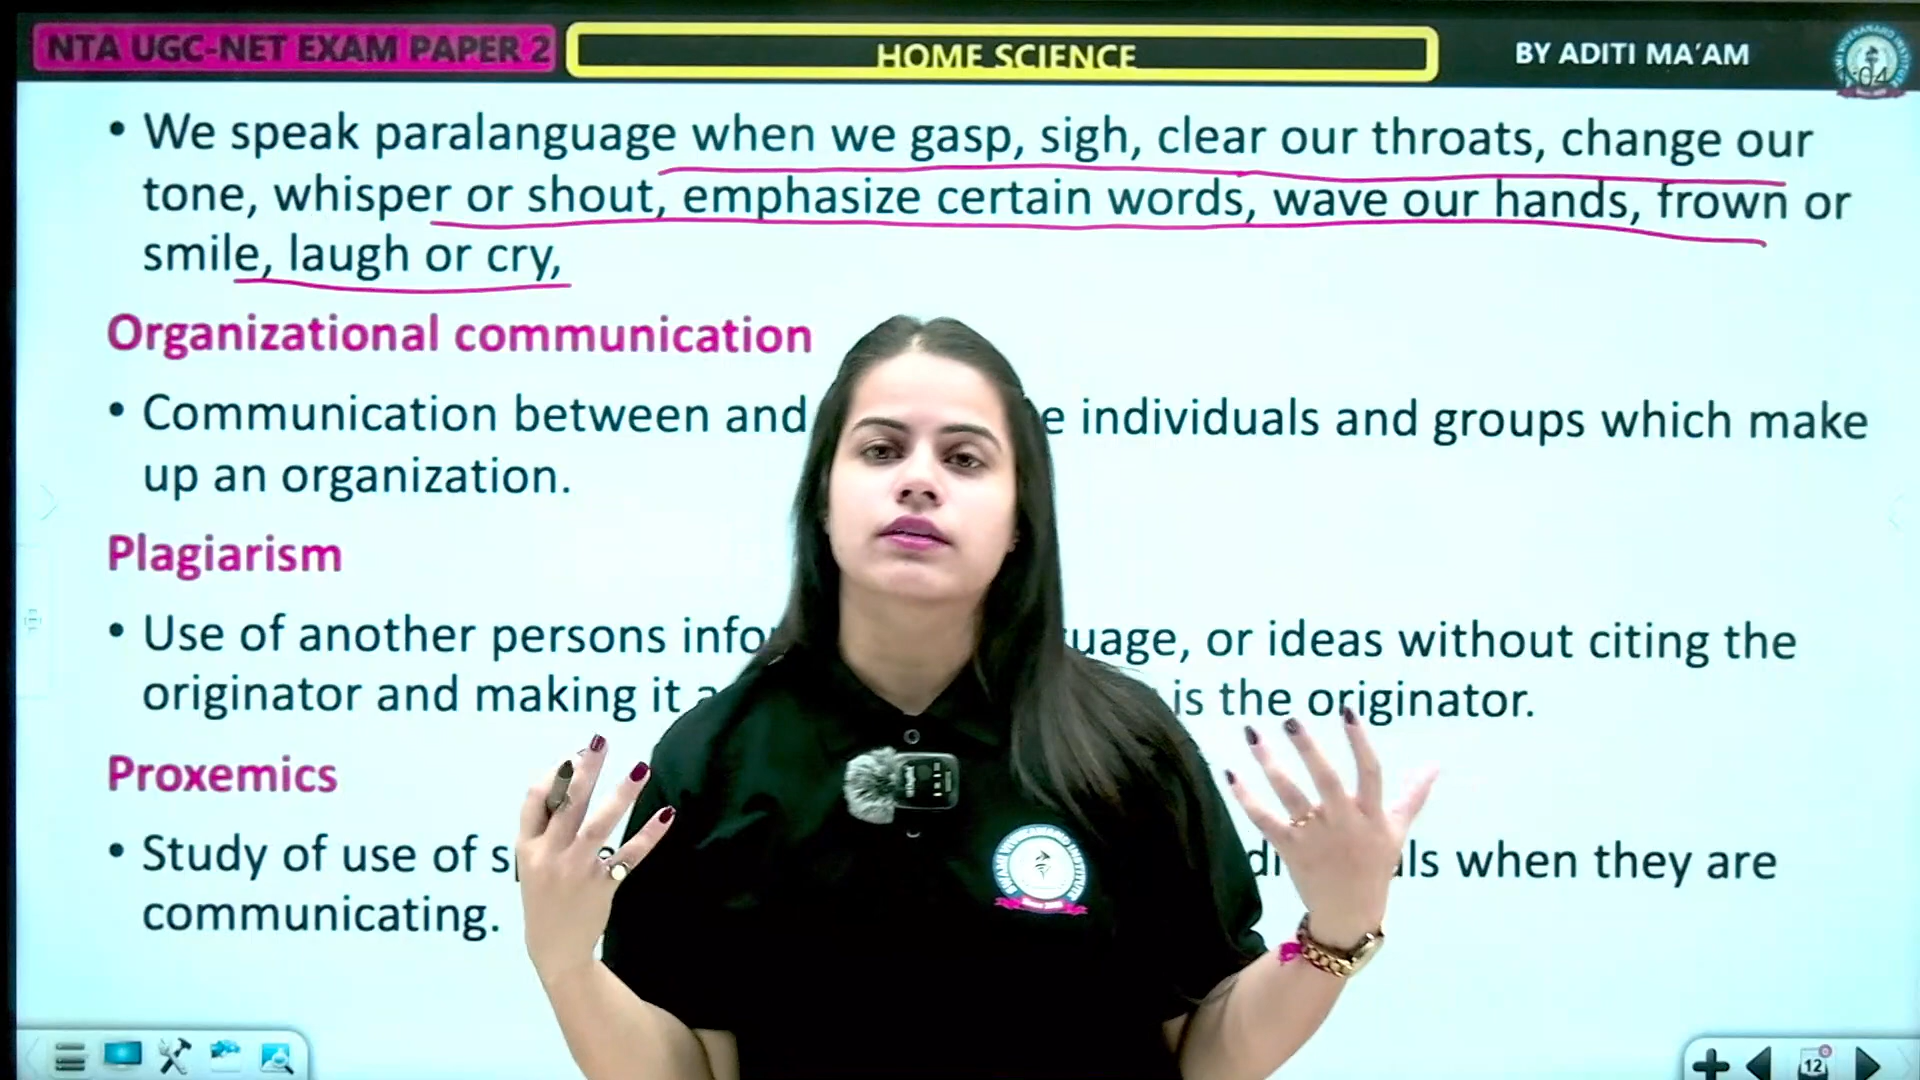 NTA UGC-NET EXAM PAPER 2
HOME SCIENCE
BY ADITI MA'AM
• We speak paralanguage when we gasp, sigh, clear our throats, change our
tone, whisper or shout, emphasize certain words, wave our hands, frown or
smile, laugh or cry,
Organizational communication
• Communication between and individuals and groups which make
up an organization.
Plagiarism
• Use of another persons or ideas without citing the
originator and making it is the originator.
Proxemics
• Study of use of when they are
communicating.
12